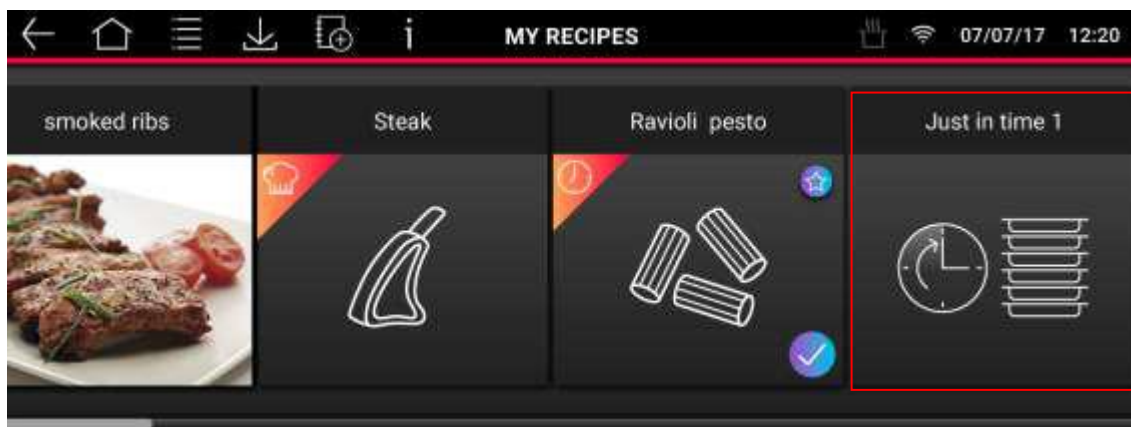 MY RECIPES 07/07/17 12:20
smoked ribs
Steak
Ravioli pesto
Just in time 1